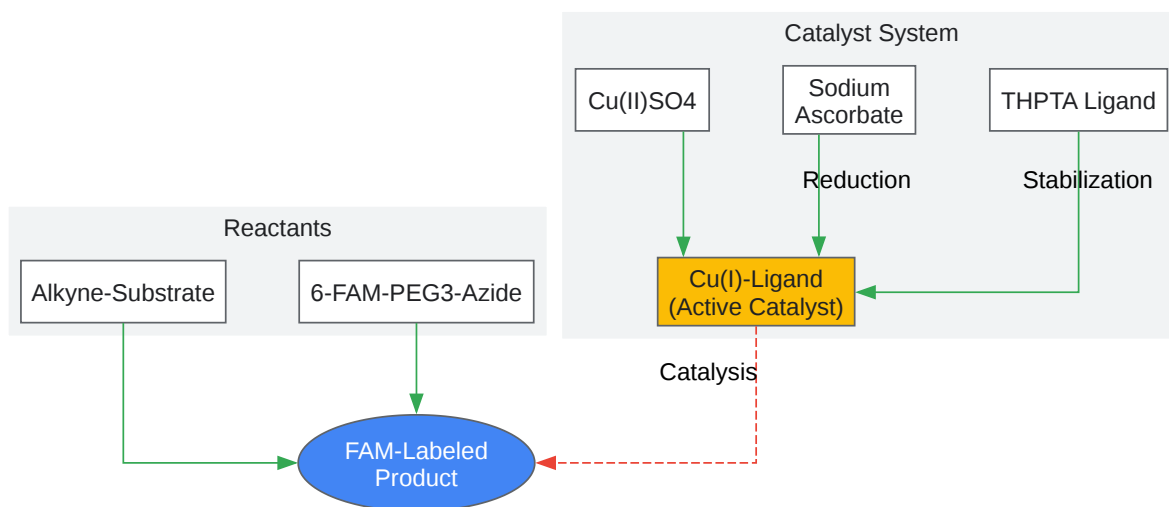 Catalyst System
Cu(II)SO4
Sodium
Ascorbate
THPTA Ligand
Reduction
Stabilization
Reactants
Alkyne-Substrate
6-FAM-PEG3-Azide
Cu(I)-Ligand
(Active Catalyst)
Catalysis
FAM-Labeled
Product